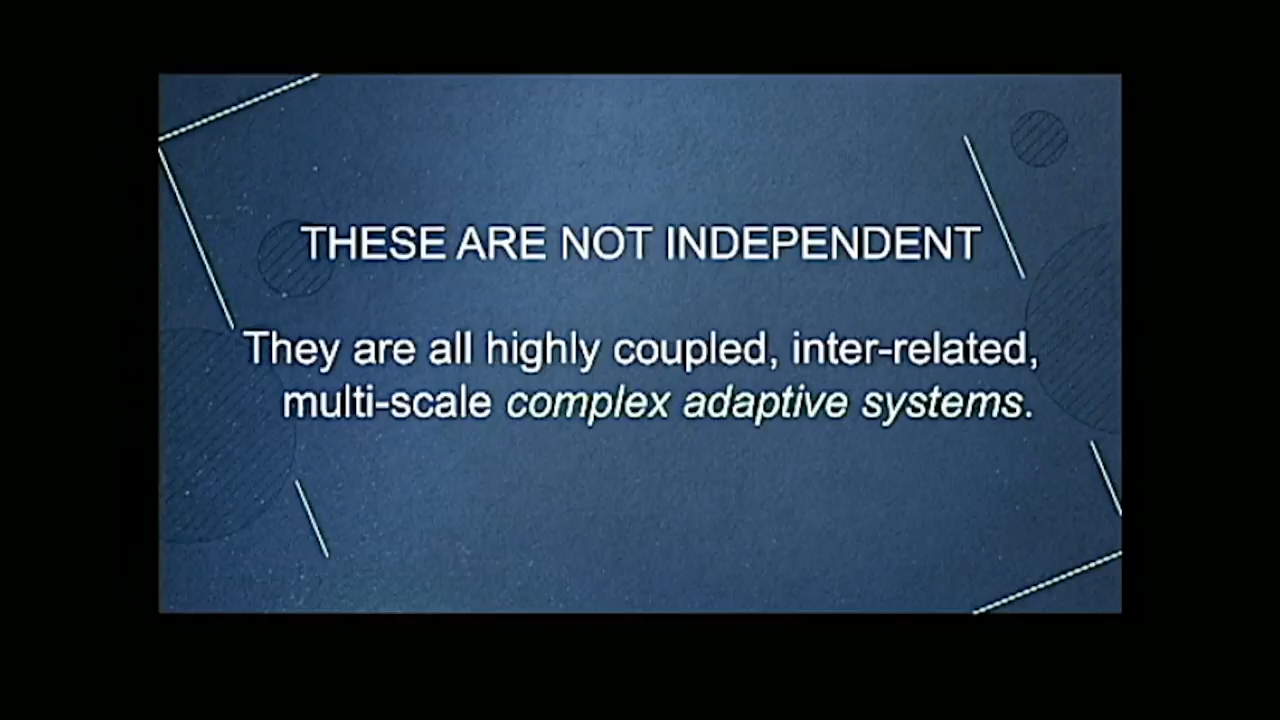 THESE ARE NOT INDEPENDENT
They are all highly coupled, inter-related,
multi-scale complex adaptive systems.